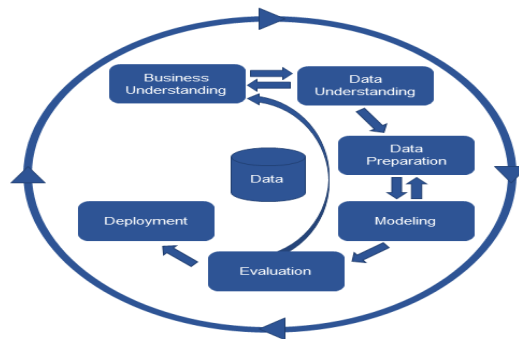 Business
Understanding
Data
Understanding
Data
Preparation
Data
Deployment
Modeling
Evaluation